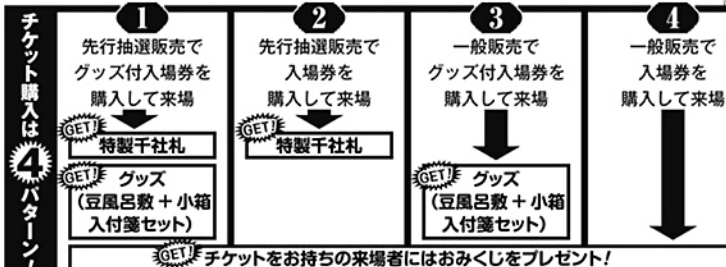 チケット購入は4パターン!
1
先行抽選販売で
グッズ付入場券を
購入して来場
GET!
特製千社札
GET!
グッズ
(豆風呂敷+小箱
入付箋セット)
2
先行抽選販売で
入場券を
購入して来場
GET!
特製千社札
3
一般販売で
グッズ付入場券を
購入して来場
GET!
グッズ
(豆風呂敷+小箱
入付箋セット)
4
一般販売で
入場券を
購入して来場
GET!
チケットをお持ちの来場者にはおみくじをプレゼント!